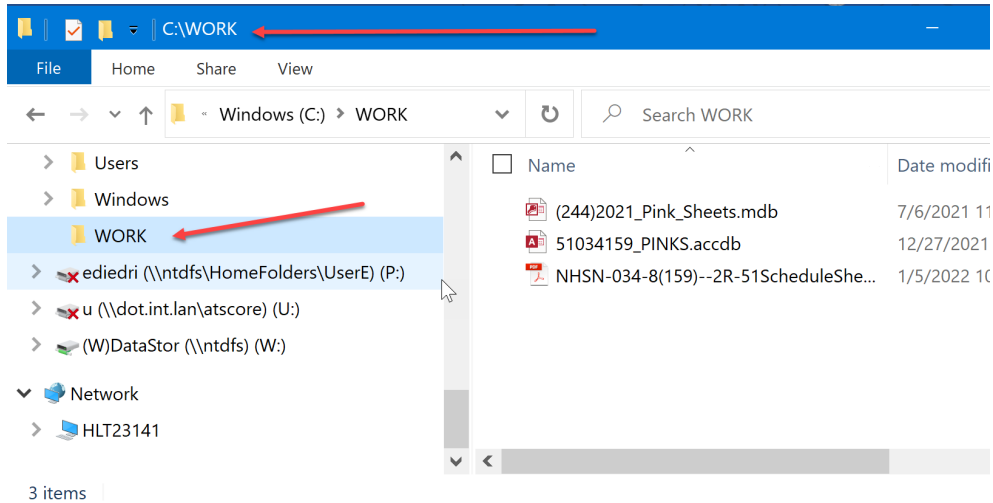 C:\WORK
File Home Share View
« Windows (C:) > WORK
Search WORK
Users
Windows
WORK
ediedri (\\ntdfs\HomeFolders\UserE) (P:)
u (\\dot.int.lan\atscore) (U:)
(W)DataStor (\\ntdfs) (W:)
Network
HLT23141
Name Date modifi
(244)2021_Pink_Sheets.mdb 7/6/2021 11
51034159_PINKS.accdb 12/27/2021
NHSN-034-8(159)--2R-51ScheduleShe... 1/5/2022 10
3 items